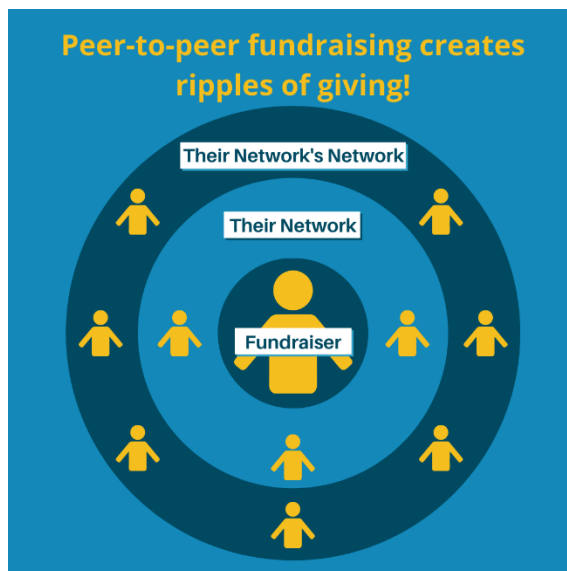 Peer-to-peer fundraising creates
ripples of giving!
Their Network's Network
Their Network
Fundraiser